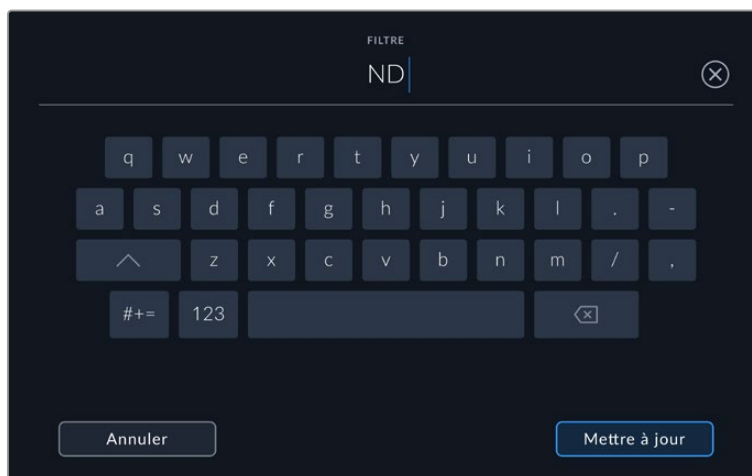 FILTRE
ND
q w e r t y u i o p
a s d f g h j k l . -
z x c v b n m / ,
#+= 123
Annuler Mettre à jour